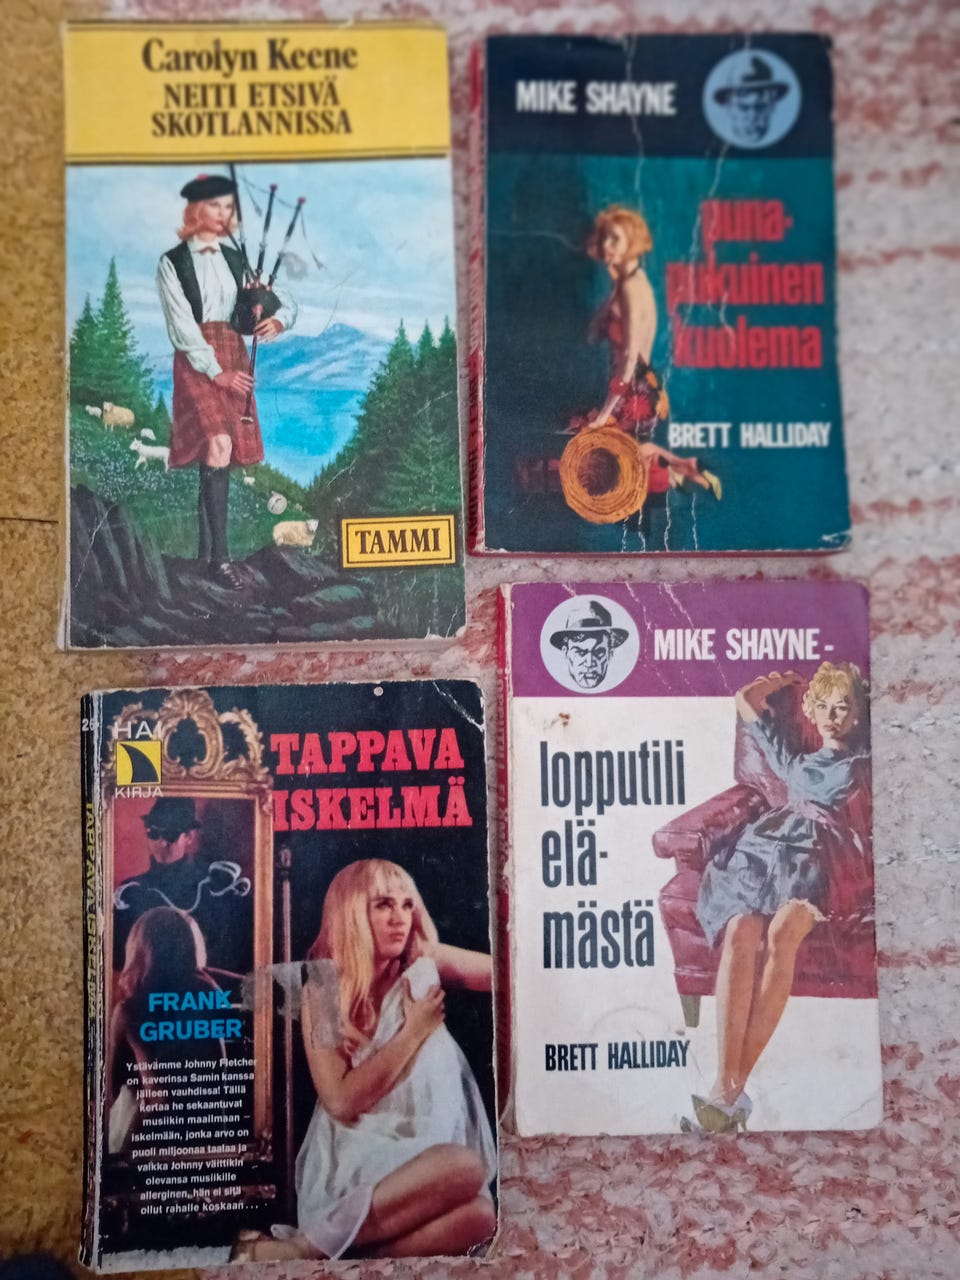 Carolyn Keene
NEITI ETSIVÄ
SKOTLANNISSA
TAMMI
MIKE SHAYNE
puna-
pukuinen
kuolema
BRETT HALLIDAY
26
HAI
KIRJA
TAPPAVA
ISKELMÄ
TAPPAVA ISKELMÄ
FRANK
GRUBER
Ystävämme Johnny Fletcher
on kaverinsa Samin kanssa
jälleen vauhdissa! Tällä
kertaa he sekaantuvat
musiikin maailmaan –
iskelmään, jonka arvo on
puoli miljoonaa taalaa ja
vaikka Johnny väittikin
olevansa musiikille
allerginen, hän ei sitä
ollut rahalle koskaan...
MIKE SHAYNE-
lopputili
elä-
mästä
BRETT HALLIDAY